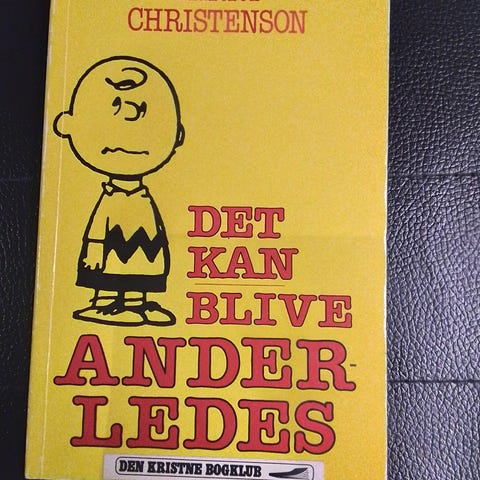 CHRISTENSON
DET
KAN
BLIVE
ANDER-
LEDES
DEN KRISTNE BOGKLUB